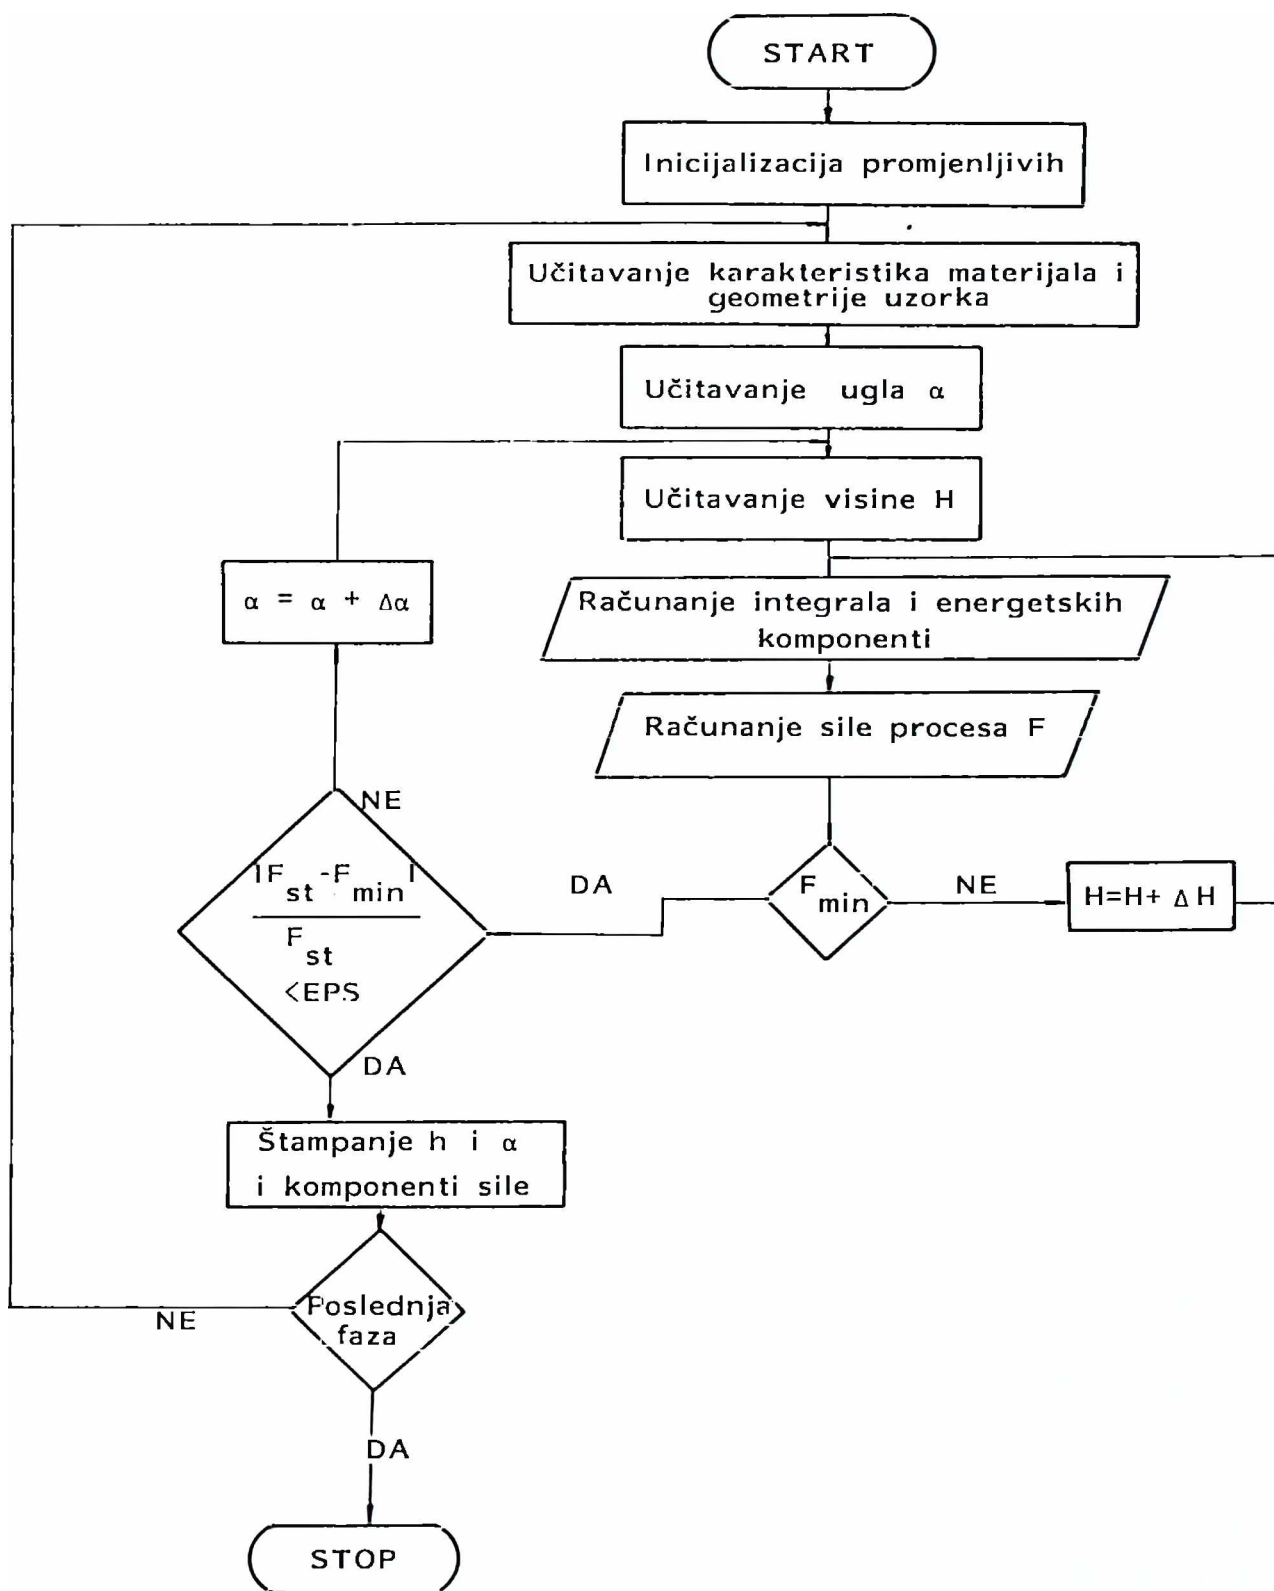 START
Inicijalizacija promjenljivih
Učitavanje karakteristika materijala i
geometrije uzorka
Učitavanje ugla α
Učitavanje visine H
α = α + Δα
Računanje integrala i energetskih
komponenti
Računanje sile procesa F
NE
|F_st - F_min|
F_st
<EPS
DA
F_min
NE
H=H+ Δ H
DA
Štampanje h i α
i komponenti sile
Poslednja
faza
NE
DA
STOP